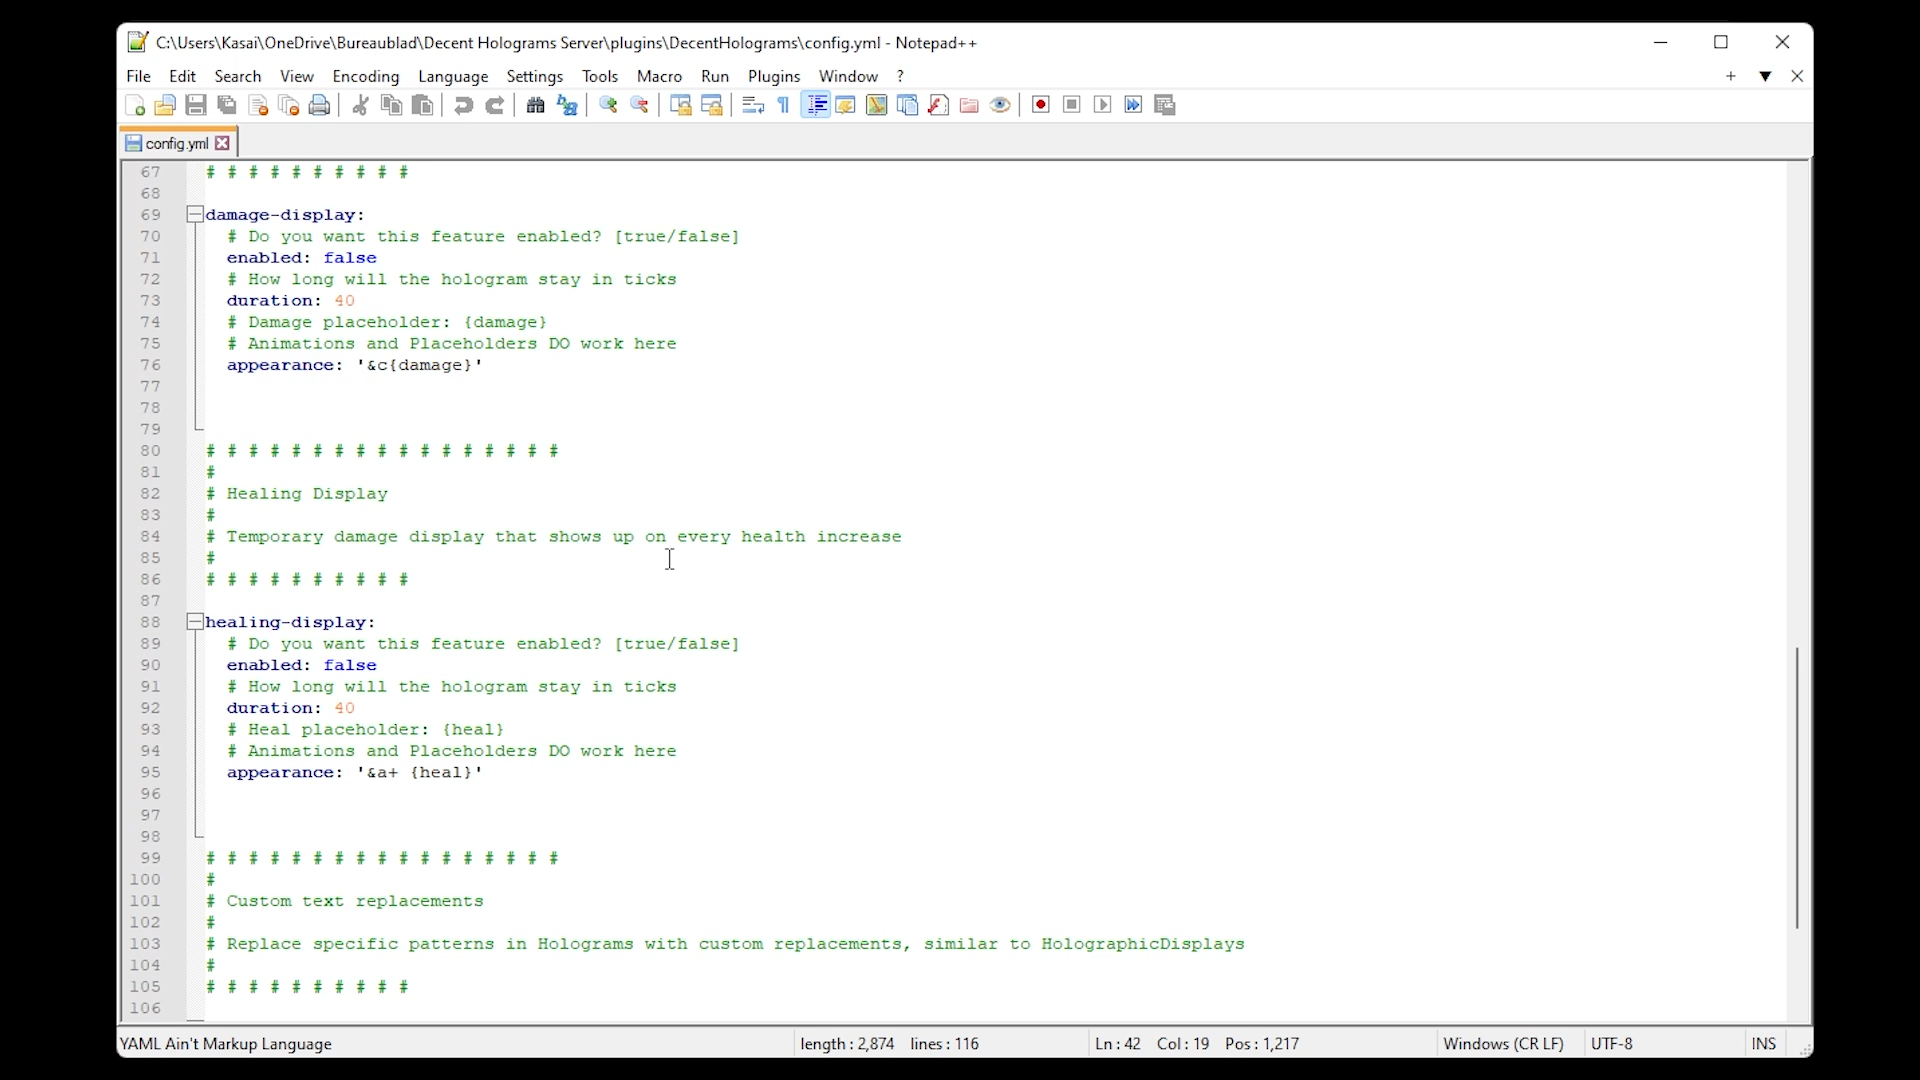 C:\Users\Kasai\OneDrive\Bureaublad\Decent Holograms Server\plugins\DecentHolograms\config.yml - Notepad++
File Edit Search View Encoding Language Settings Tools Macro Run Plugins Window ?
config.yml
67 # # # # # # # # # #
68
69 damage-display:
70 # Do you want this feature enabled? [true/false]
71 enabled: false
72 # How long will the hologram stay in ticks
73 duration: 40
74 # Damage placeholder: {damage}
75 # Animations and Placeholders DO work here
76 appearance: '&c{damage}'
77
78
79
80 # # # # # # # # # # # # # # # # #
81 #
82 # Healing Display
83 #
84 # Temporary damage display that shows up on every health increase
85 #
86 # # # # # # # # # #
87
88 healing-display:
89 # Do you want this feature enabled? [true/false]
90 enabled: false
91 # How long will the hologram stay in ticks
92 duration: 40
93 # Heal placeholder: {heal}
94 # Animations and Placeholders DO work here
95 appearance: '&a+ {heal}'
96
97
98
99 # # # # # # # # # # # # # # # # #
100 #
101 # Custom text replacements
102 #
103 # Replace specific patterns in Holograms with custom replacements, similar to HolographicDisplays
104 #
105 # # # # # # # # # #
106
YAML Ain't Markup Language length : 2,874 lines : 116 Ln : 42 Col : 19 Pos : 1,217 Windows (CR LF) UTF-8 INS